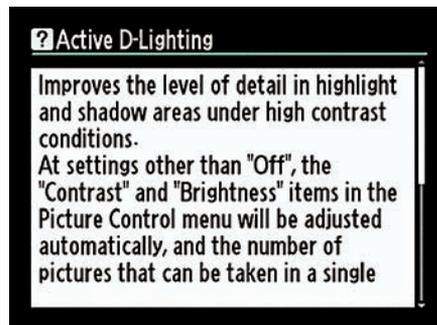 ? Active D-Lighting
Improves the level of detail in highlight
and shadow areas under high contrast
conditions.
At settings other than "Off", the
"Contrast" and "Brightness" items in the
Picture Control menu will be adjusted
automatically, and the number of
pictures that can be taken in a single